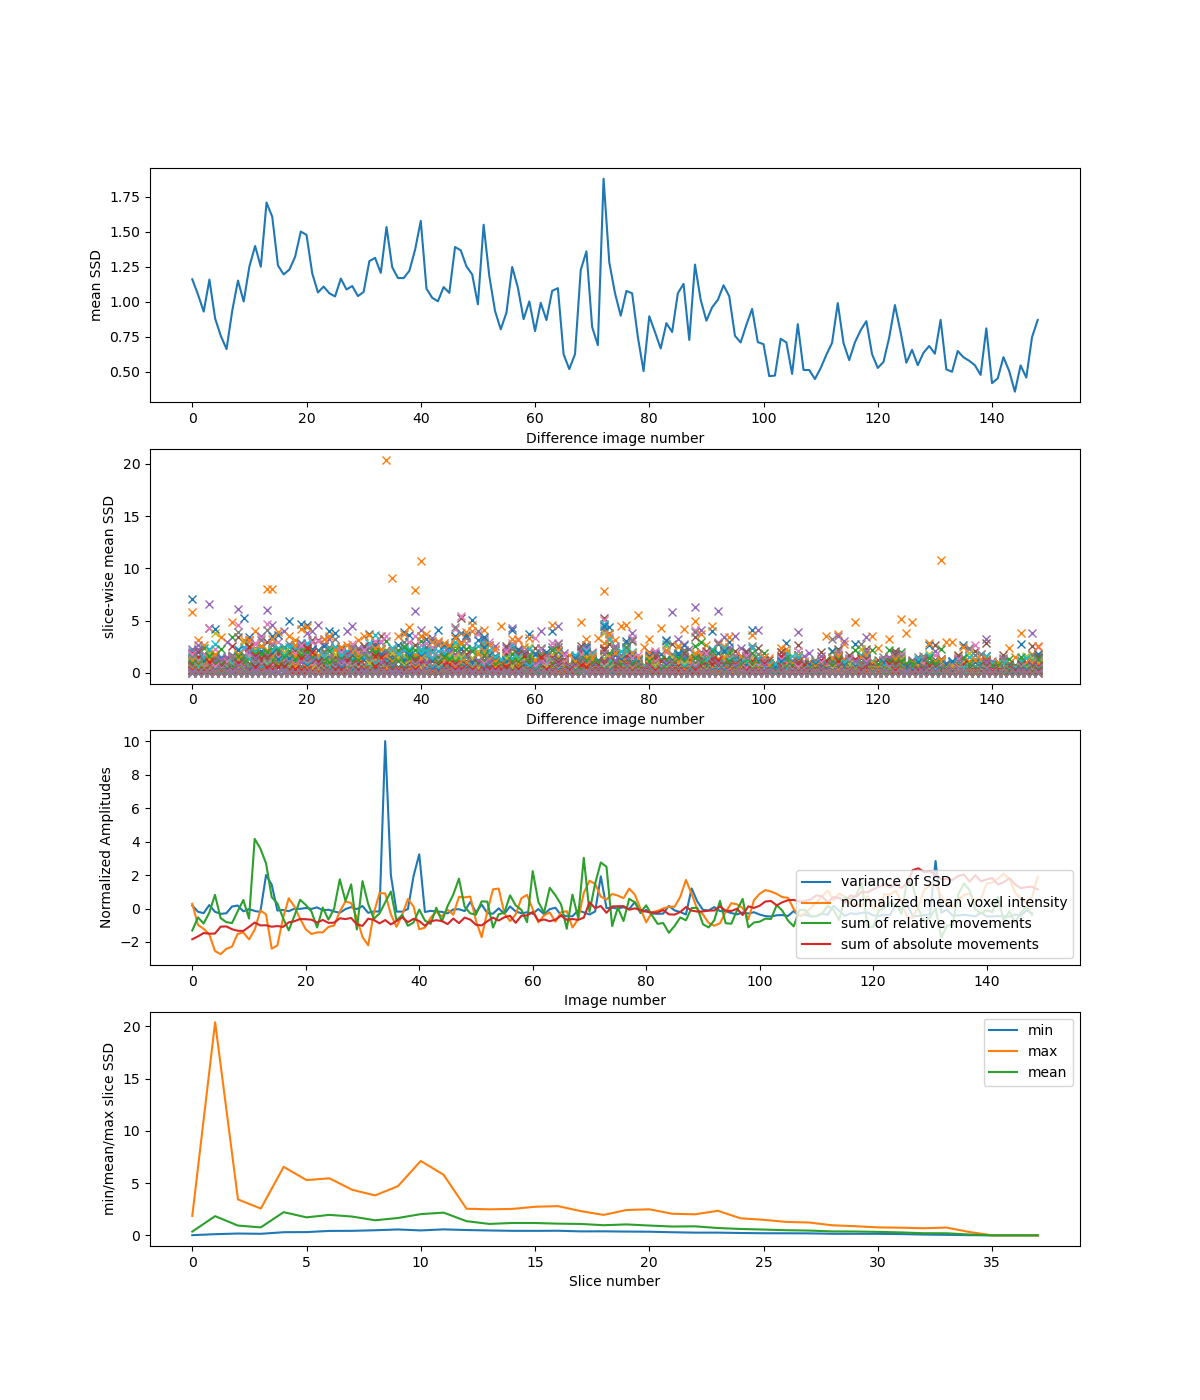 mean SSD
1.75
1.50
1.25
1.00
0.75
0.50
0 20 40 60 80 100 120 140
Difference image number
slice-wise mean SSD
20
15
10
5
0
0 20 40 60 80 100 120 140
Difference image number
Normalized Amplitudes
10
8
6
4
2
0
−2
variance of SSD
normalized mean voxel intensity
sum of relative movements
sum of absolute movements
0 20 40 60 80 100 120 140
Image number
min/mean/max slice SSD
20
15
10
5
0
min
max
mean
0 5 10 15 20 25 30 35
Slice number